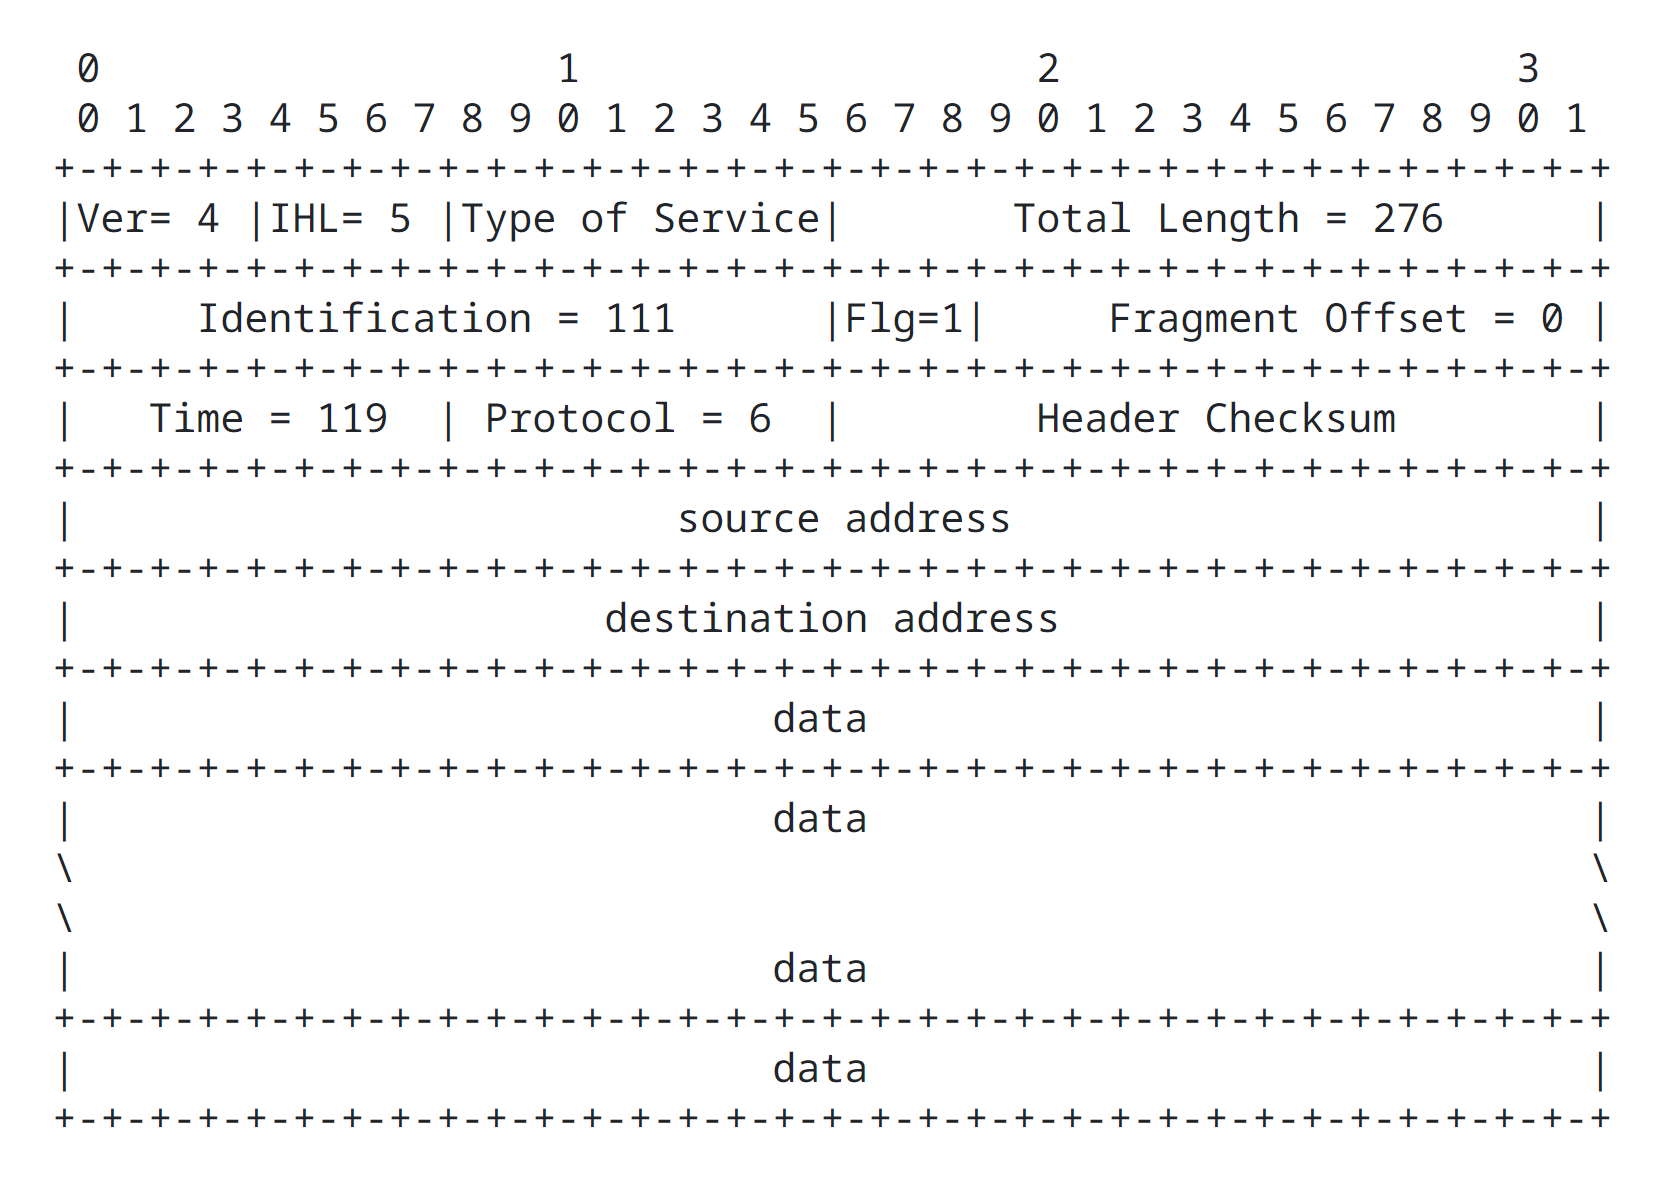 0                   1                   2                   3
 0 1 2 3 4 5 6 7 8 9 0 1 2 3 4 5 6 7 8 9 0 1 2 3 4 5 6 7 8 9 0 1
+-+-+-+-+-+-+-+-+-+-+-+-+-+-+-+-+-+-+-+-+-+-+-+-+-+-+-+-+-+-+-+-+
|Ver= 4 |IHL= 5 |Type of Service|       Total Length = 276      |
+-+-+-+-+-+-+-+-+-+-+-+-+-+-+-+-+-+-+-+-+-+-+-+-+-+-+-+-+-+-+-+-+
|     Identification = 111      |Flg=1|     Fragment Offset = 0 |
+-+-+-+-+-+-+-+-+-+-+-+-+-+-+-+-+-+-+-+-+-+-+-+-+-+-+-+-+-+-+-+-+
|   Time = 119  | Protocol = 6  |        Header Checksum        |
+-+-+-+-+-+-+-+-+-+-+-+-+-+-+-+-+-+-+-+-+-+-+-+-+-+-+-+-+-+-+-+-+
|                         source address                        |
+-+-+-+-+-+-+-+-+-+-+-+-+-+-+-+-+-+-+-+-+-+-+-+-+-+-+-+-+-+-+-+-+
|                      destination address                      |
+-+-+-+-+-+-+-+-+-+-+-+-+-+-+-+-+-+-+-+-+-+-+-+-+-+-+-+-+-+-+-+-+
|                             data                              |
+-+-+-+-+-+-+-+-+-+-+-+-+-+-+-+-+-+-+-+-+-+-+-+-+-+-+-+-+-+-+-+-+
|                             data                              |
\                                                               \
\                                                               \
|                             data                              |
+-+-+-+-+-+-+-+-+-+-+-+-+-+-+-+-+-+-+-+-+-+-+-+-+-+-+-+-+-+-+-+-+
|                             data                              |
+-+-+-+-+-+-+-+-+-+-+-+-+-+-+-+-+-+-+-+-+-+-+-+-+-+-+-+-+-+-+-+-+